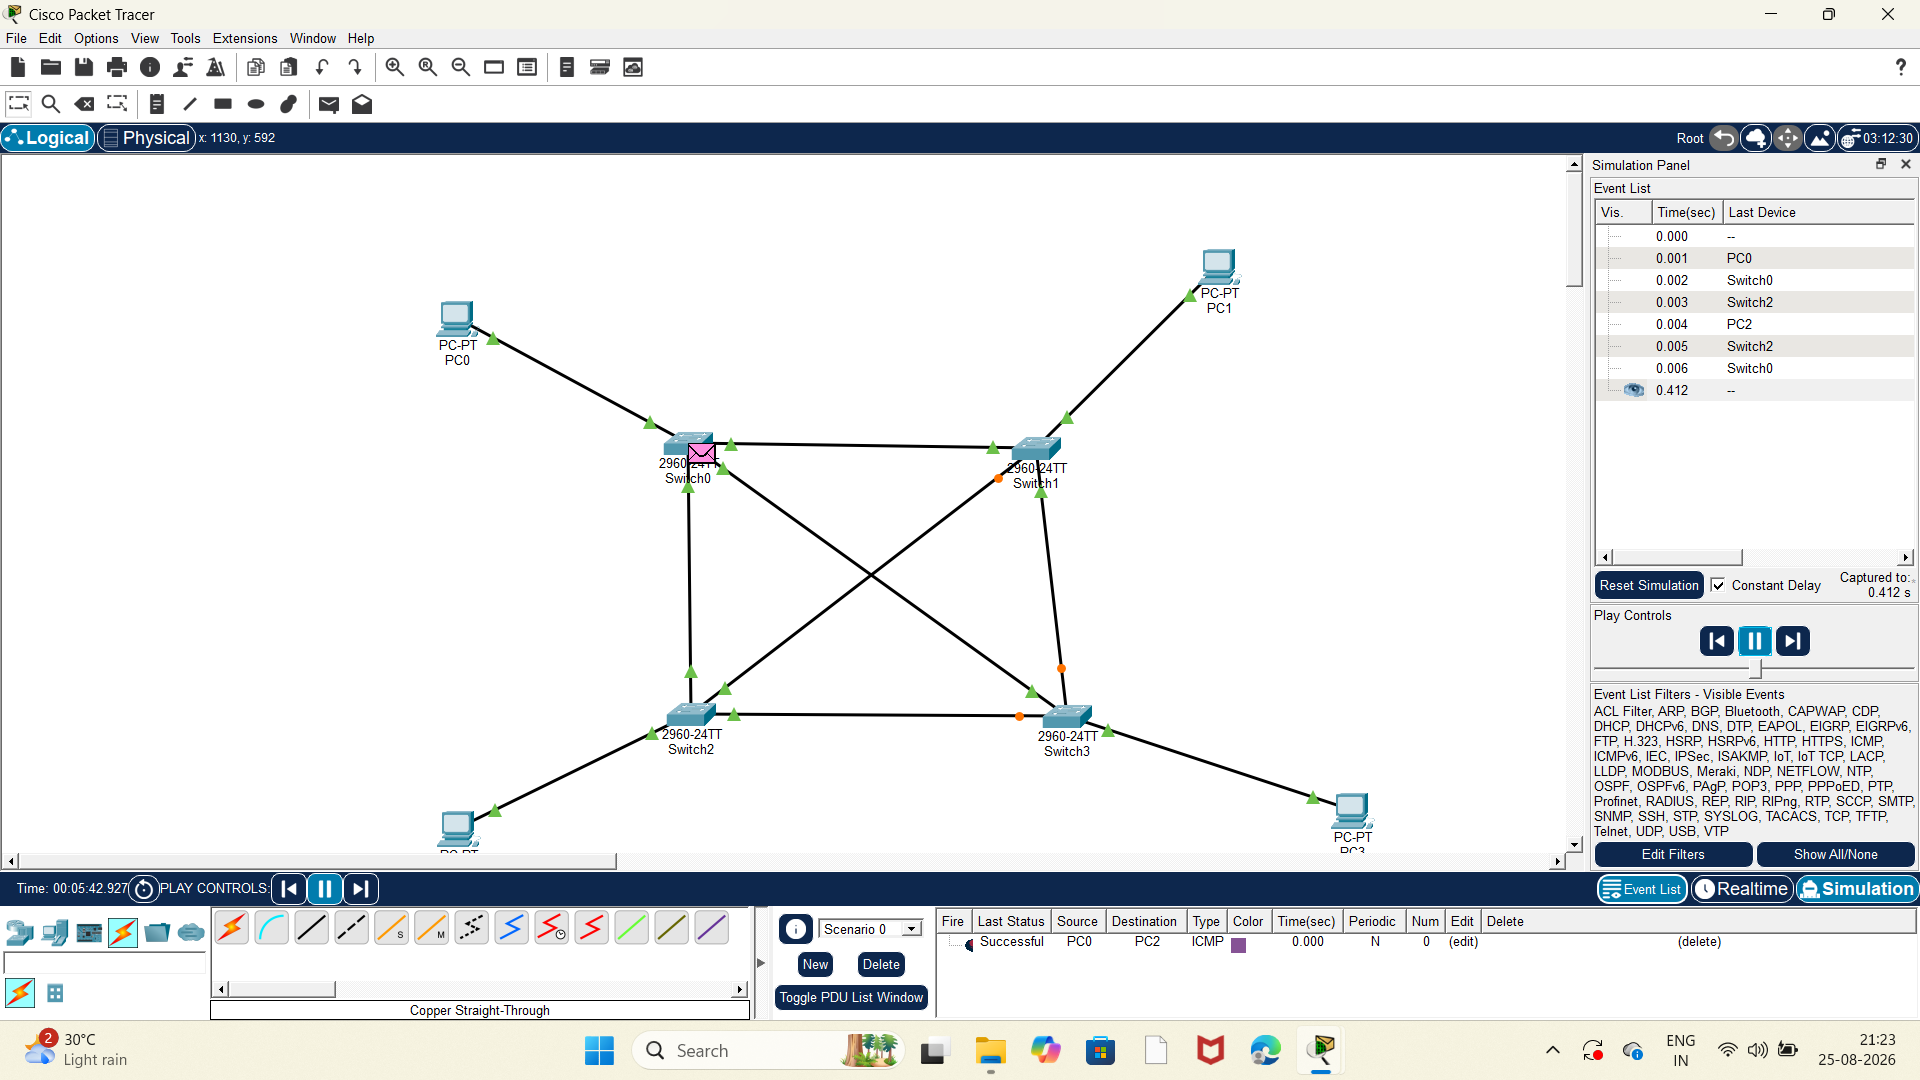 Cisco Packet Tracer
File Edit Options View Tools Extensions Window Help
?
Logical Physical x: 1130, y: 592 Root 03:12:30
PC-PT
PC0
PC-PT
PC1
2960-24TT
Switch0
2960-24TT
Switch1
2960-24TT
Switch2
2960-24TT
Switch3
PC-PT
PC3
Simulation Panel
Event List
Vis. Time(sec) Last Device
0.000 --
0.001 PC0
0.002 Switch0
0.003 Switch2
0.004 PC2
0.005 Switch2
0.006 Switch0
0.412 --
Reset Simulation Constant Delay Captured to:
0.412 s
Play Controls
Event List Filters - Visible Events
ACL Filter, ARP, BGP, Bluetooth, CAPWAP, CDP,
DHCP, DHCPv6, DNS, DTP, EAPOL, EIGRP, EIGRPv6,
FTP, H.323, HSRP, HSRPv6, HTTP, HTTPS, ICMP,
ICMPv6, IEC, IPSec, ISAKMP, IoT, IoT TCP, LACP,
LLDP, MODBUS, Meraki, NDP, NETFLOW, NTP,
OSPF, OSPFv6, PAgP, POP3, PPP, PPPoED, PTP,
Profinet, RADIUS, REP, RIP, RIPng, RTP, SCCP, SMTP,
SNMP, SSH, STP, SYSLOG, TACACS, TCP, TFTP,
Telnet, UDP, USB, VTP
Edit Filters Show All/None
Time: 00:05:42.927 PLAY CONTROLS: Event List Realtime Simulation
S M
Copper Straight-Through
Scenario 0
New Delete
Toggle PDU List Window
Fire Last Status Source Destination Type Color Time(sec) Periodic Num Edit Delete
Successful PC0 PC2 ICMP 0.000 N 0 (edit) (delete)
2
30°C
Light rain
Search
ENG
IN
21:23
25-08-2026